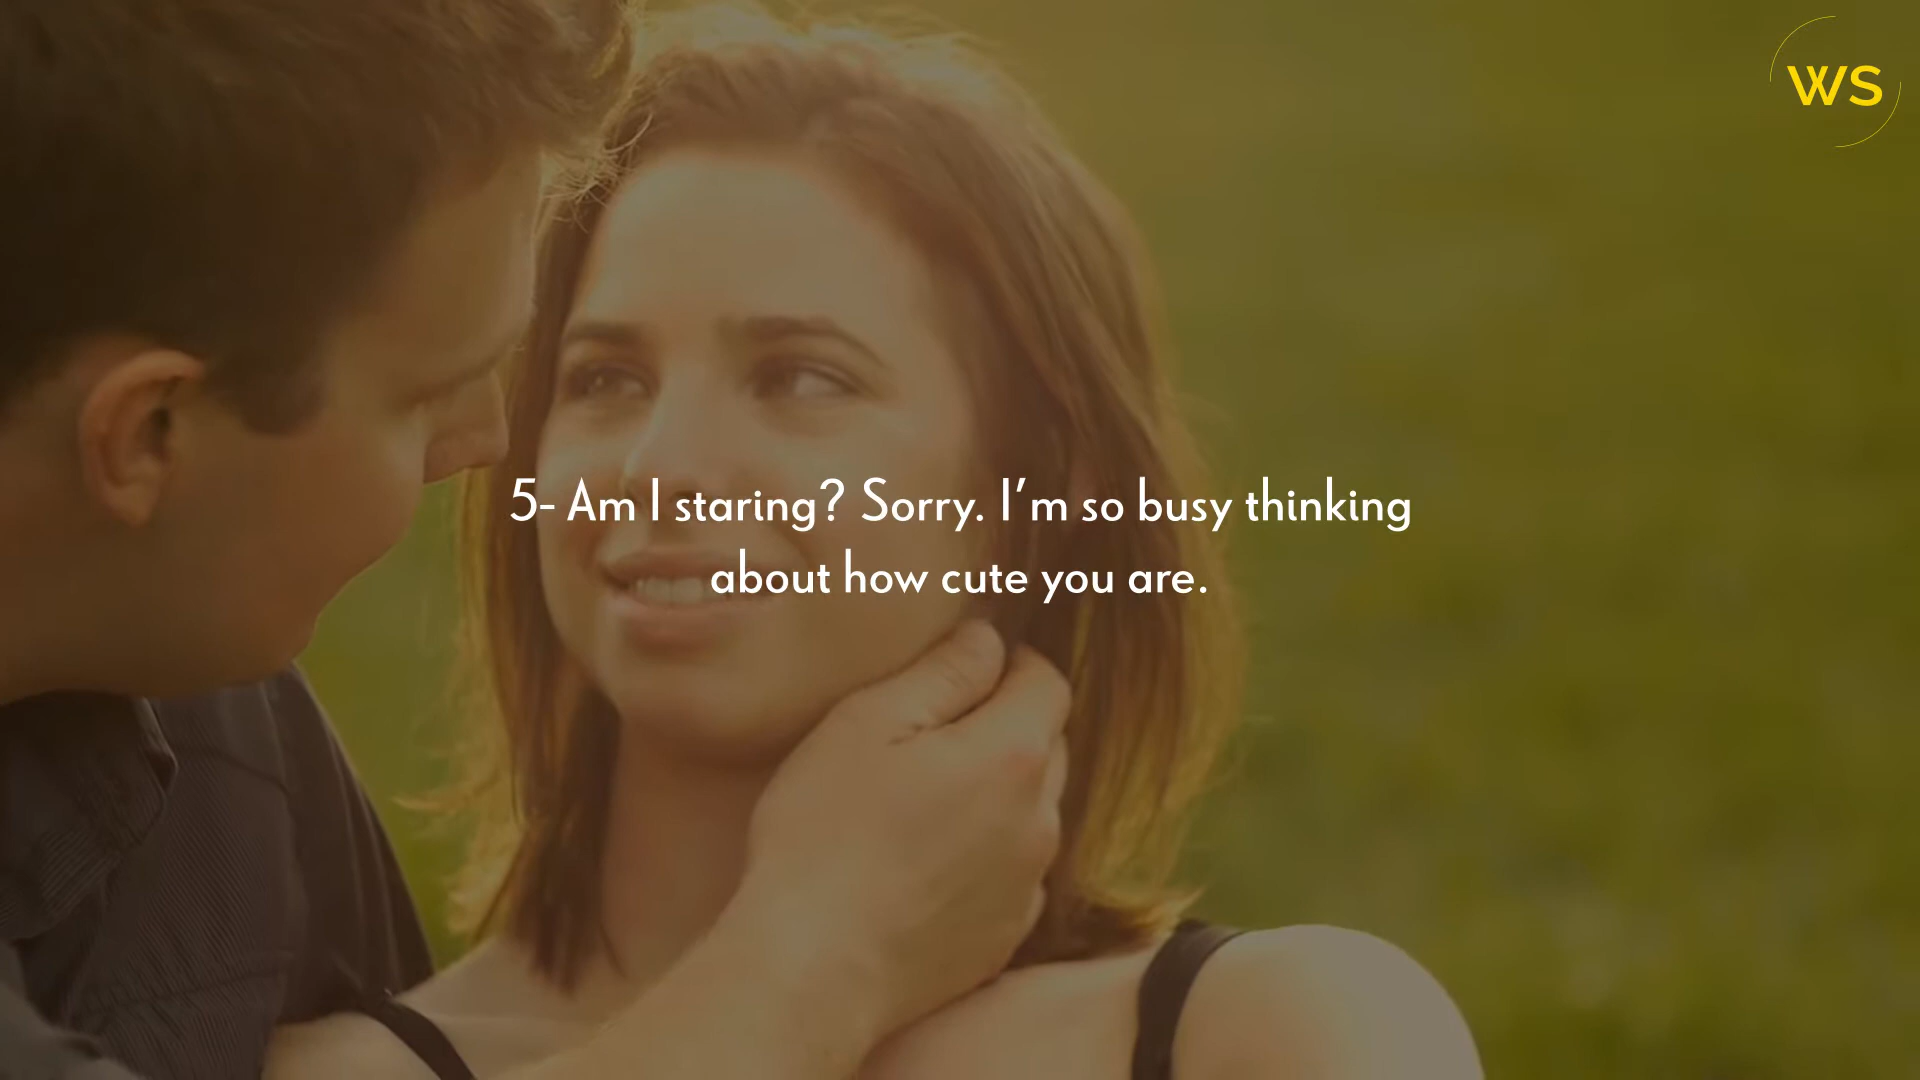 WS
5- Am I staring? Sorry. I'm so busy thinking
about how cute you are.